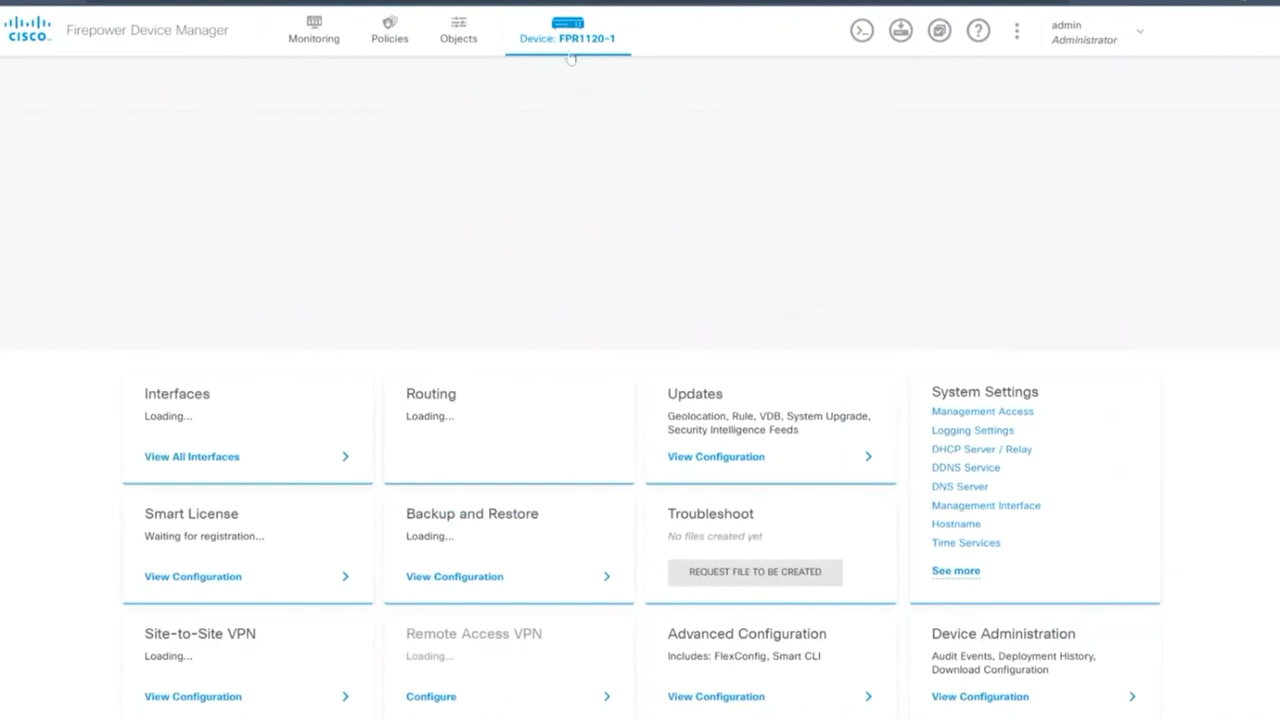 CISCO
Firepower Device Manager
Monitoring
Policies
Objects
Device: FPR1120-1
admin
Administrator
Interfaces
Loading...
View All Interfaces
Routing
Loading...
Updates
Geolocation, Rule, VDB, System Upgrade,
Security Intelligence Feeds
View Configuration
System Settings
Management Access
Logging Settings
DHCP Server / Relay
DDNS Service
DNS Server
Management Interface
Hostname
Time Services
See more
Smart License
Waiting for registration...
View Configuration
Backup and Restore
Loading...
View Configuration
Troubleshoot
No files created yet
REQUEST FILE TO BE CREATED
Site-to-Site VPN
Loading...
View Configuration
Remote Access VPN
Loading...
Configure
Advanced Configuration
Includes: FlexConfig, Smart CLI
View Configuration
Device Administration
Audit Events, Deployment History,
Download Configuration
View Configuration